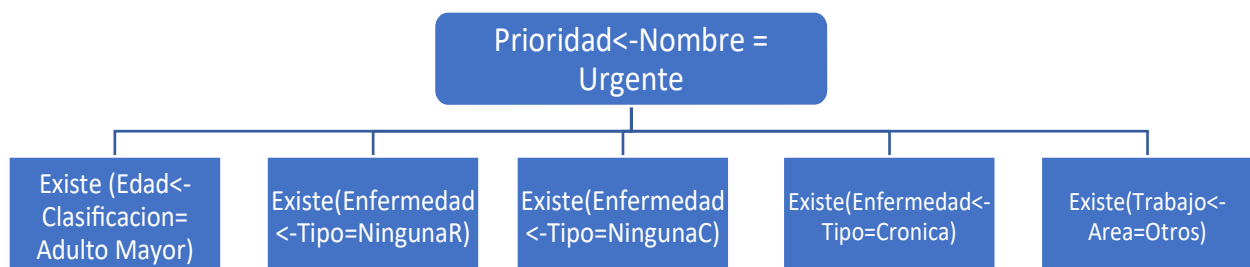 Prioridad<-Nombre =
Urgente
Existe (Edad<-
Clasificacion=
Adulto Mayor)
Existe(Enfermedad
<-Tipo=NingunaR)
Existe(Enfermedad
<-Tipo=NingunaC)
Existe(Enfermedad<-
Tipo=Cronica)
Existe(Trabajo<-
Area=Otros)